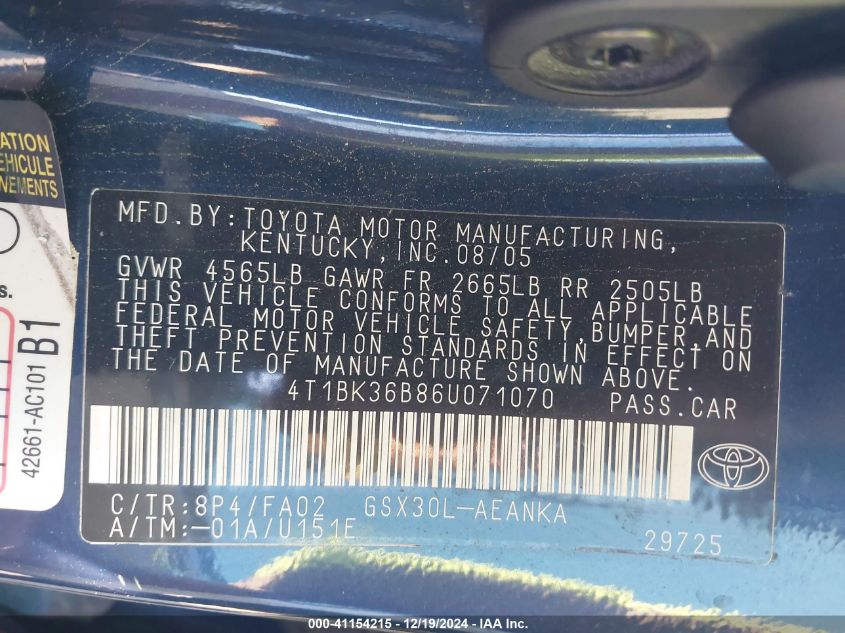 ATION
VEHICULE
NEMENTS
s.
42661-AC101
B1
MFD.BY:TOYOTA MOTOR MANUFACTURING,
KENTUCKY,INC.08/05
GVWR 4565LB GAWR FR 2665LB RR 2505LB
THIS VEHICLE CONFORMS TO ALL APPLICABLE
FEDERAL MOTOR VEHICLE SAFETY,BUMPER,AND
THEFT PREVENTION STANDARDS IN EFFECT ON
THE DATE OF MANUFACTURE SHOWN ABOVE.
4T1BK36B86U071070 PASS.CAR
C/TR:8P4/FA02 GSX30L-AEANKA
A/TM:-01A/U151E 29725
000-41154215 - 12/19/2024 - IAA Inc.